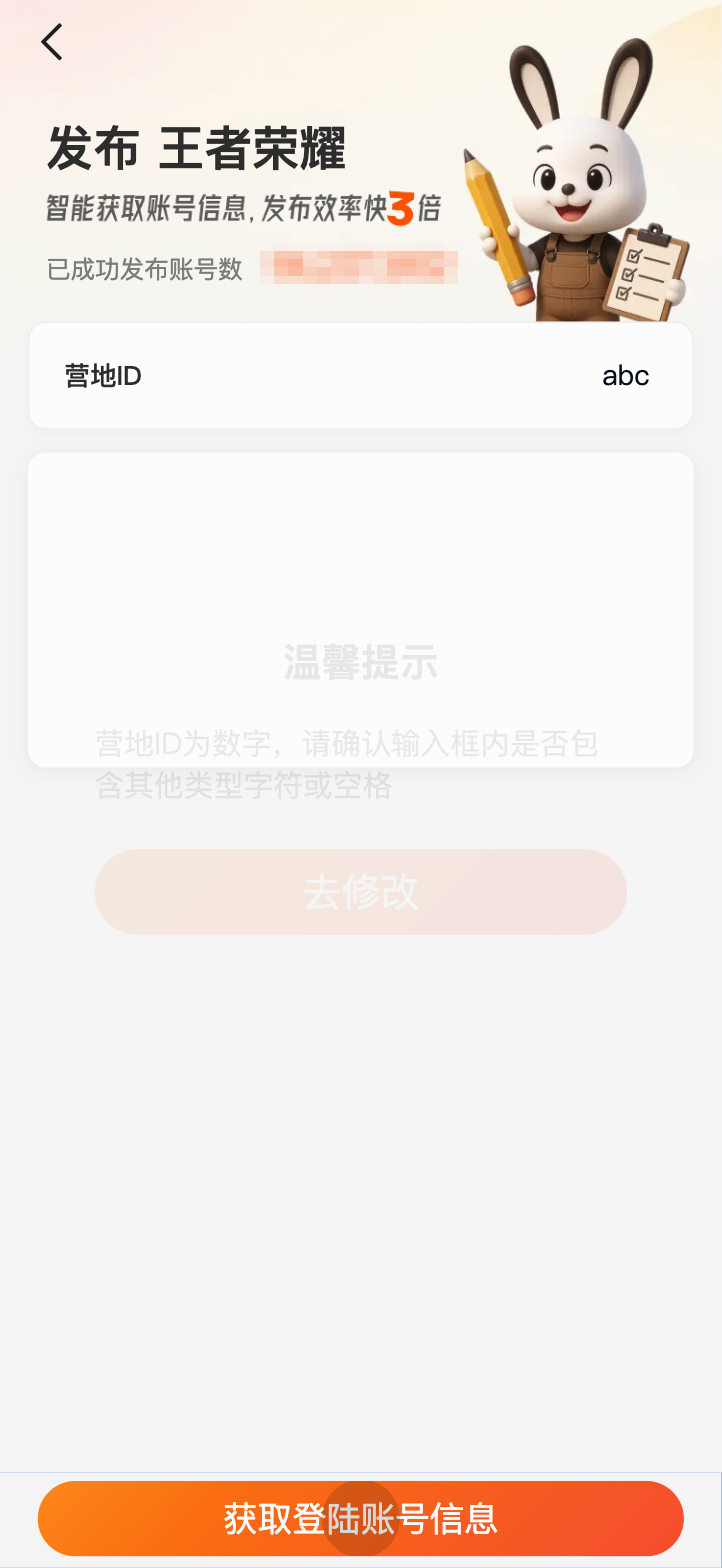 发布 王者荣耀
智能获取账号信息，发布效率快3倍
已成功发布账号数
营地ID abc
温馨提示
营地ID为数字，请确认输入框内是否包
含其他类型字符或空格
去修改
获取登陆账号信息